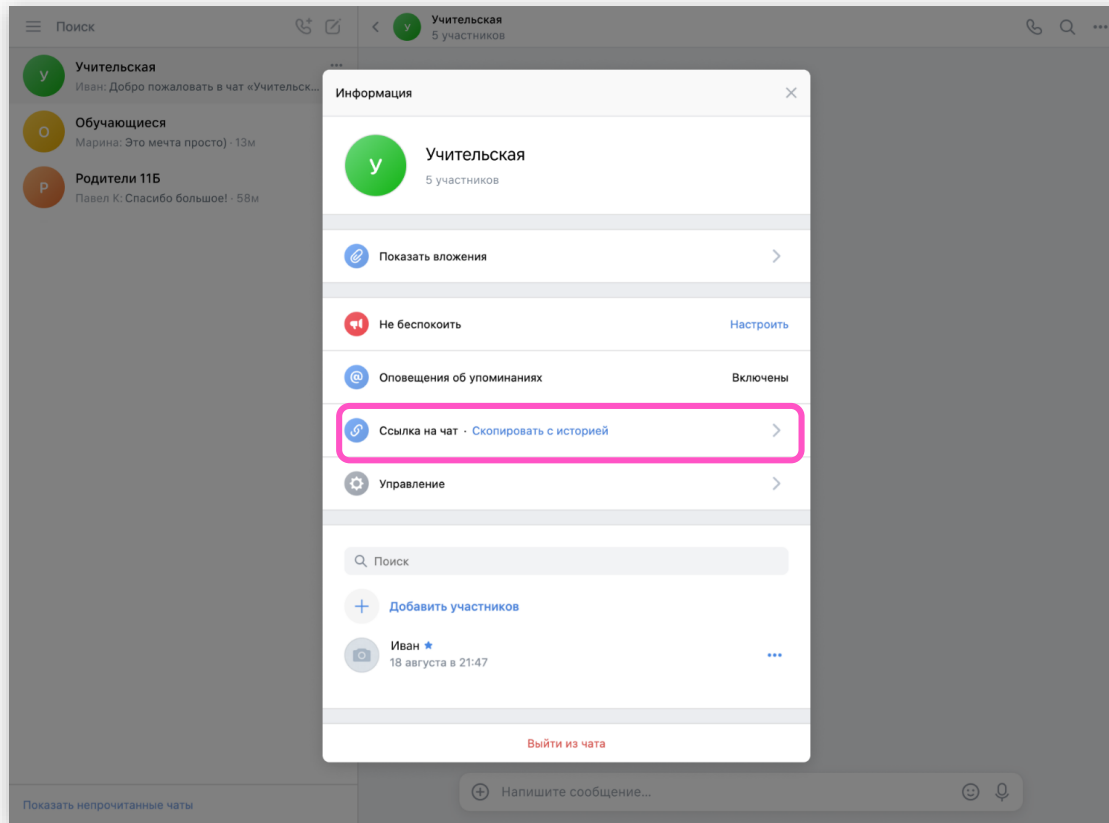 Поиск
Учительская
5 участников
Учительская
Иван: Добро пожаловать в чат «Учительск...
Обучающиеся
Марина: Это мечта просто) · 13м
Родители 11Б
Павел К: Спасибо большое! · 58м
Информация
Учительская
5 участников
Показать вложения
Не беспокоить Настроить
Оповещения об упоминаниях Включены
Ссылка на чат · Скопировать с историей
Управление
Поиск
Добавить участников
Иван
18 августа в 21:47
Выйти из чата
Показать непрочитанные чаты
Напишите сообщение...
У
О
Р
У
У